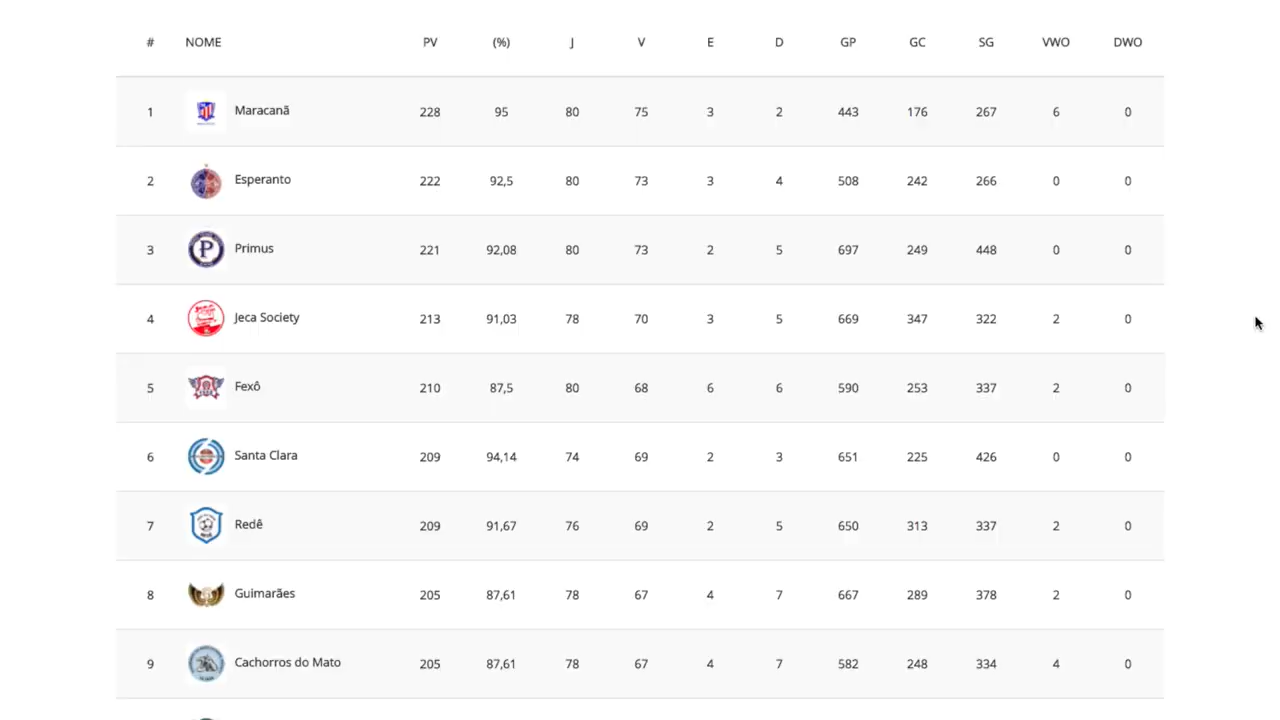 # NOME PV (%) J V E D GP GC SG VWO DWO
1 Maracanã 228 95 80 75 3 2 443 176 267 6 0
2 Esperanto 222 92,5 80 73 3 4 508 242 266 0 0
3 Primus 221 92,08 80 73 2 5 697 249 448 0 0
4 Jeca Society 213 91,03 78 70 3 5 669 347 322 2 0
5 Fexô 210 87,5 80 68 6 6 590 253 337 2 0
6 Santa Clara 209 94,14 74 69 2 3 651 225 426 0 0
7 Redê 209 91,67 76 69 2 5 650 313 337 2 0
8 Guimarães 205 87,61 78 67 4 7 667 289 378 2 0
9 Cachorros do Mato 205 87,61 78 67 4 7 582 248 334 4 0